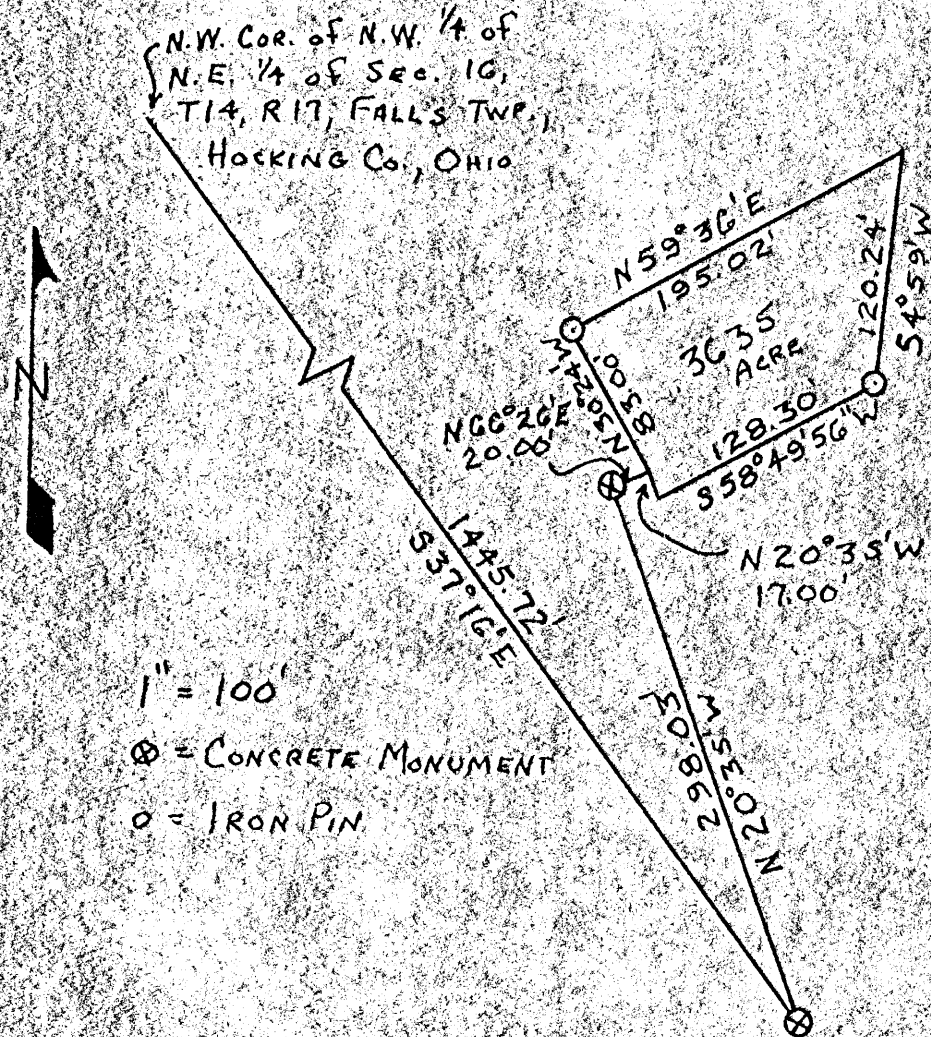 N.W. COR. of N.W. 1/4 of
N.E. 1/4 of SEC. 16,
T14, R17, FALLS TWP.,
HOCKING Co., OHIO
N 59° 36' E
195.02'
120.24'
S 4° 59' W
.3635
ACRE
N 30° 24' W
83.00'
128.30'
S 58° 49' 56" W
N 66° 26' E
20.00'
N 20° 35' W
17.00'
N
1445.72'
S 37° 16' E
298.03'
N 20° 35' W
1" = 100'
⊗ = CONCRETE MONUMENT
o = IRON PIN